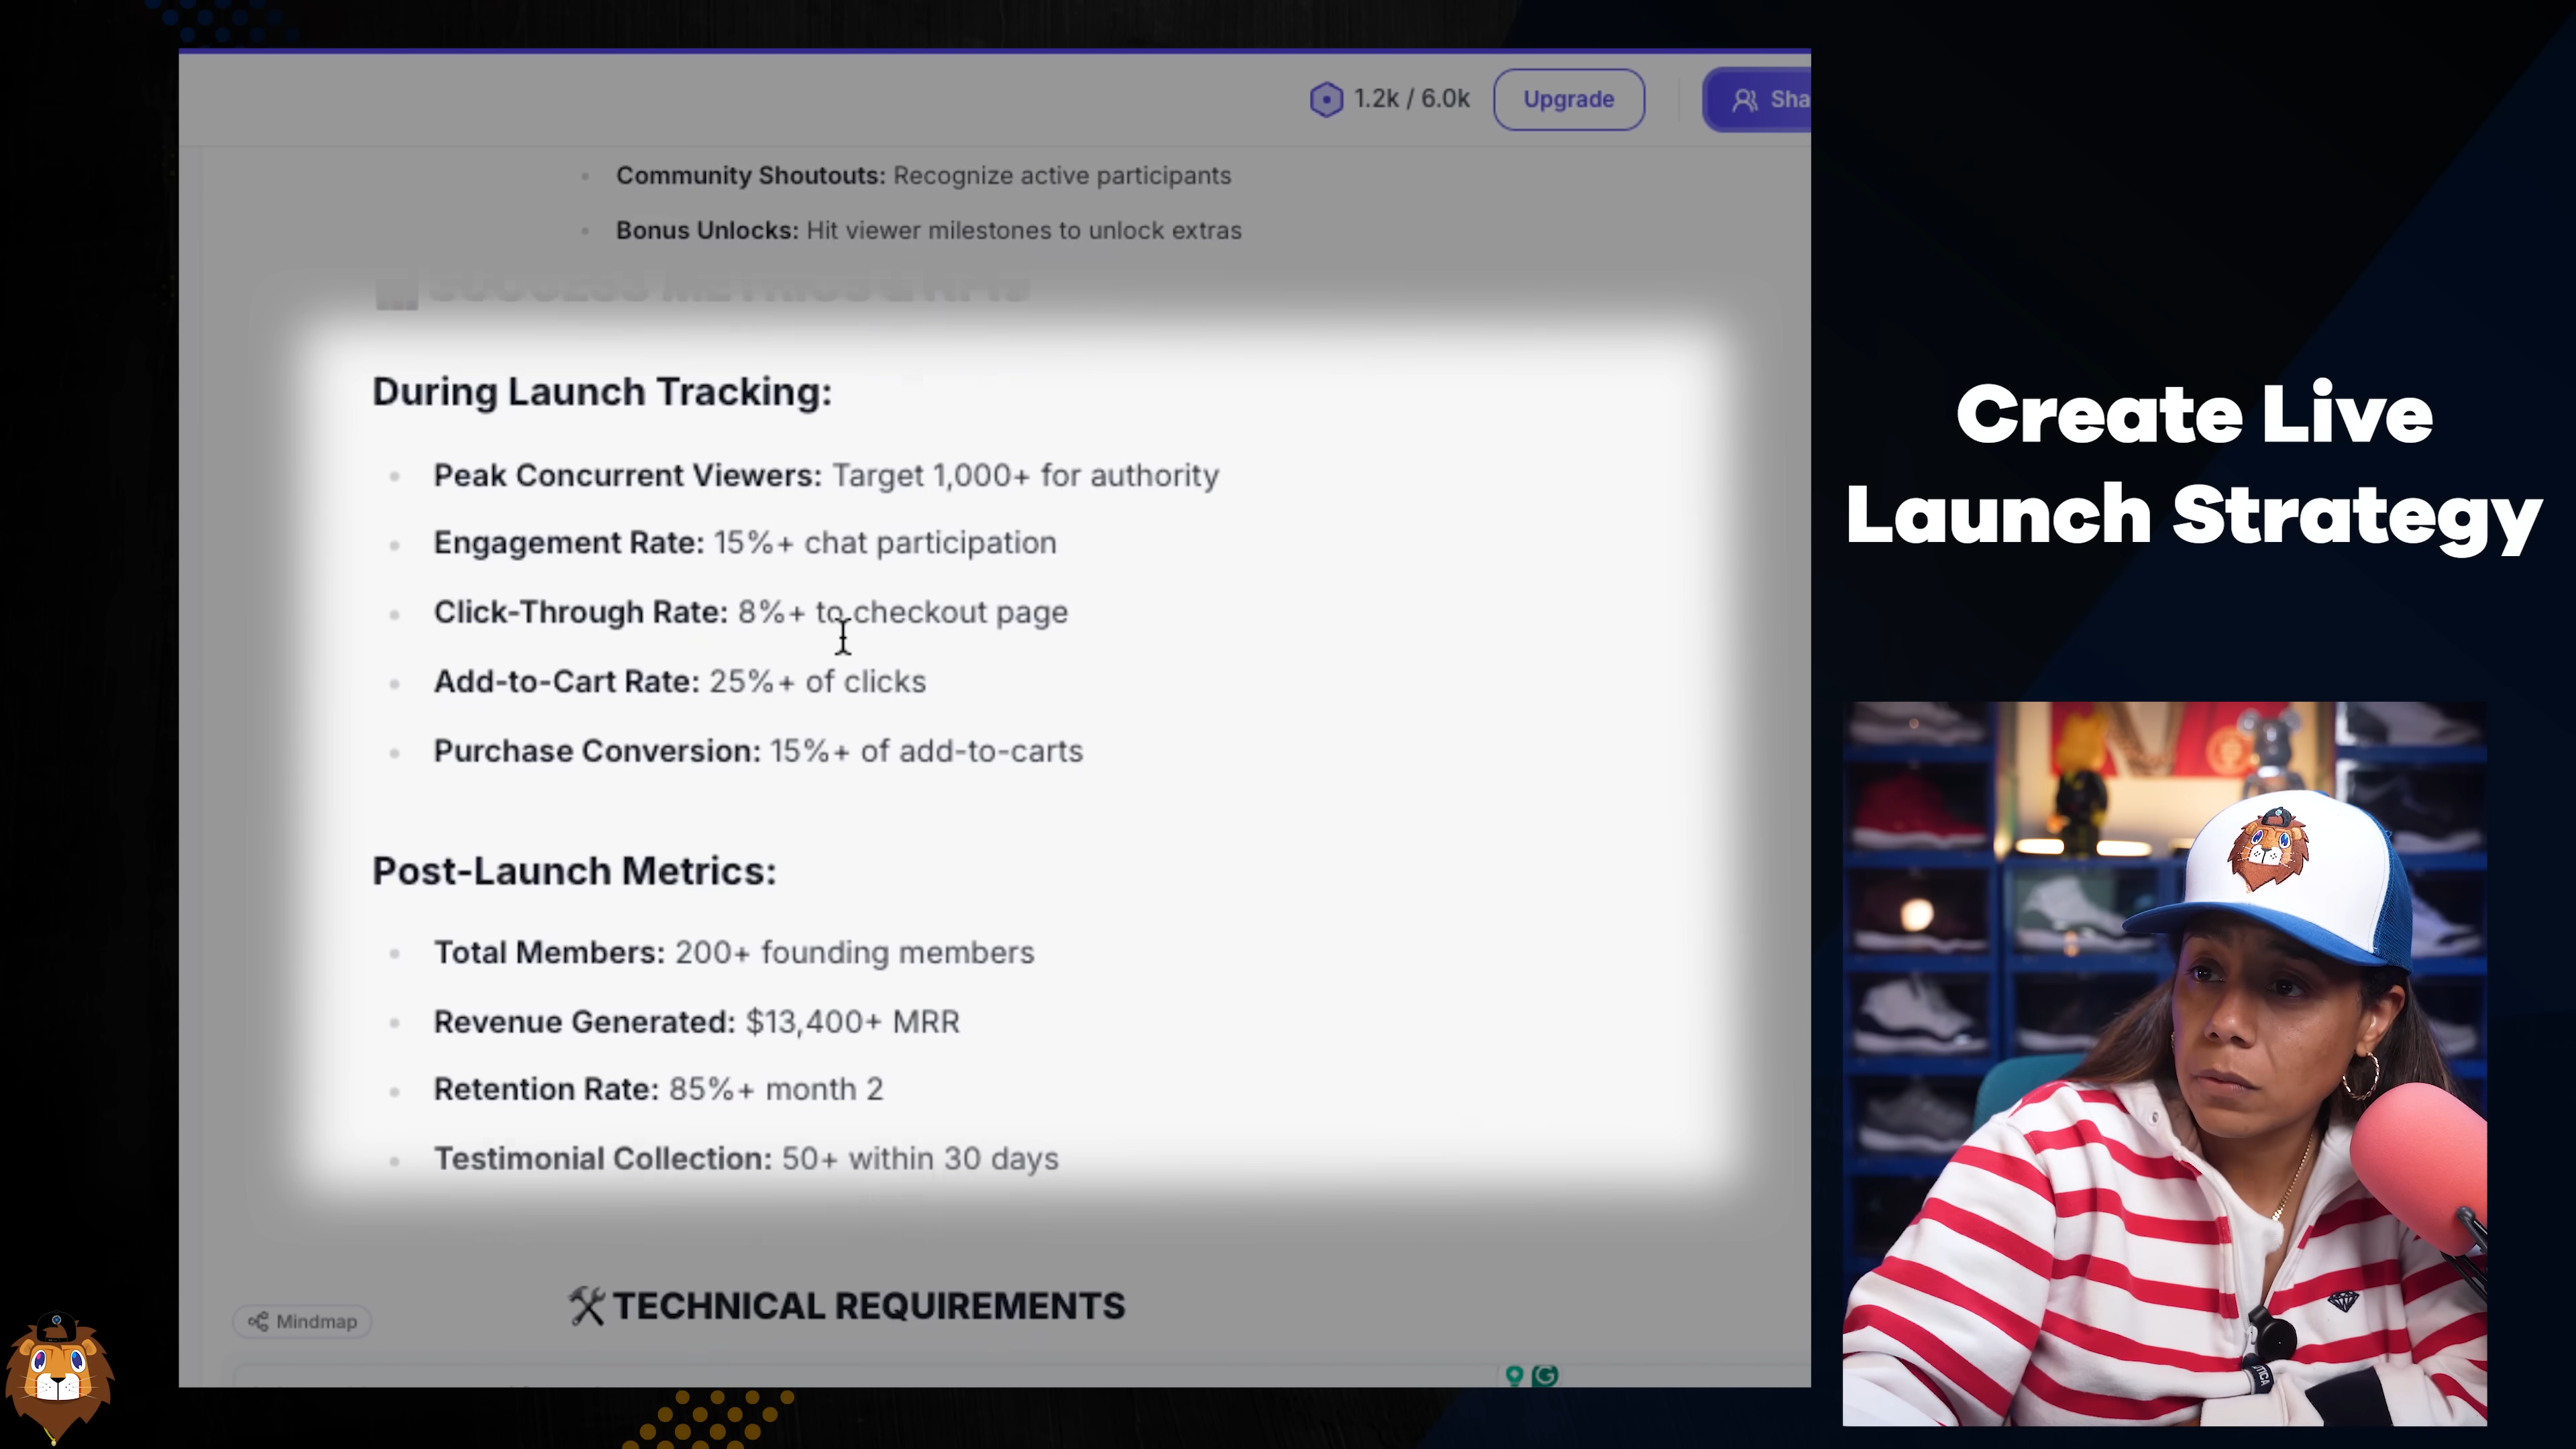 1.2k / 6.0k
Upgrade
Sha
Community Shoutouts: Recognize active participants
Bonus Unlocks: Hit viewer milestones to unlock extras
SUCCESS METRICS & KPIS
During Launch Tracking:
Peak Concurrent Viewers: Target 1,000+ for authority
Engagement Rate: 15%+ chat participation
Click-Through Rate: 8%+ to checkout page
Add-to-Cart Rate: 25%+ of clicks
Purchase Conversion: 15%+ of add-to-carts
Post-Launch Metrics:
Total Members: 200+ founding members
Revenue Generated: $13,400+ MRR
Retention Rate: 85%+ month 2
Testimonial Collection: 50+ within 30 days
🛠 TECHNICAL REQUIREMENTS
Mindmap
Create Live
Launch Strategy